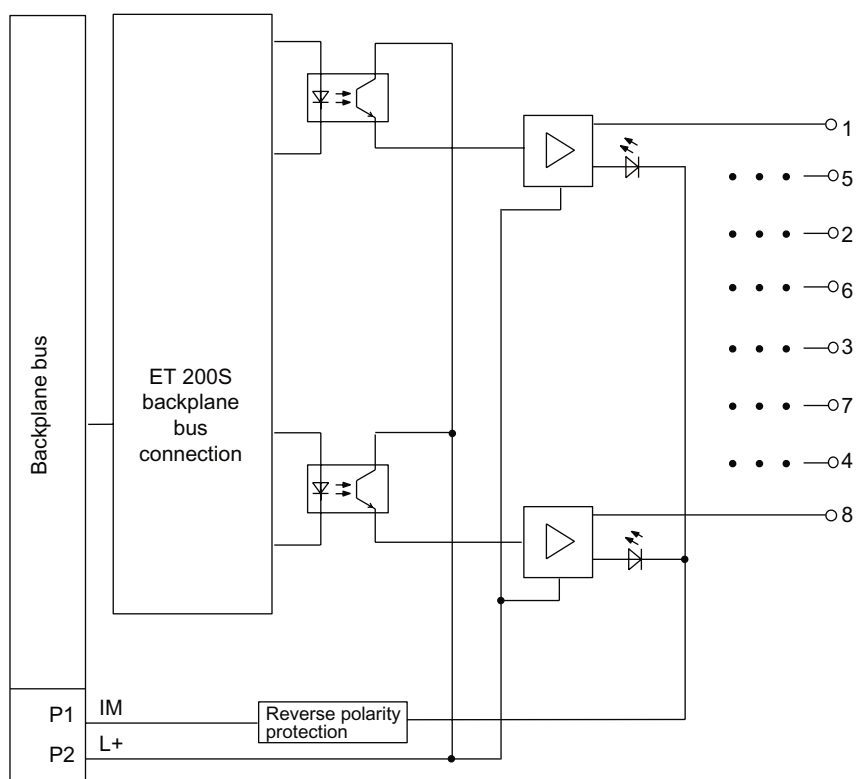 Backplane bus
ET 200S
backplane
bus
connection
1
5
2
6
3
7
4
8
P1
IM
Reverse polarity
protection
P2
L+